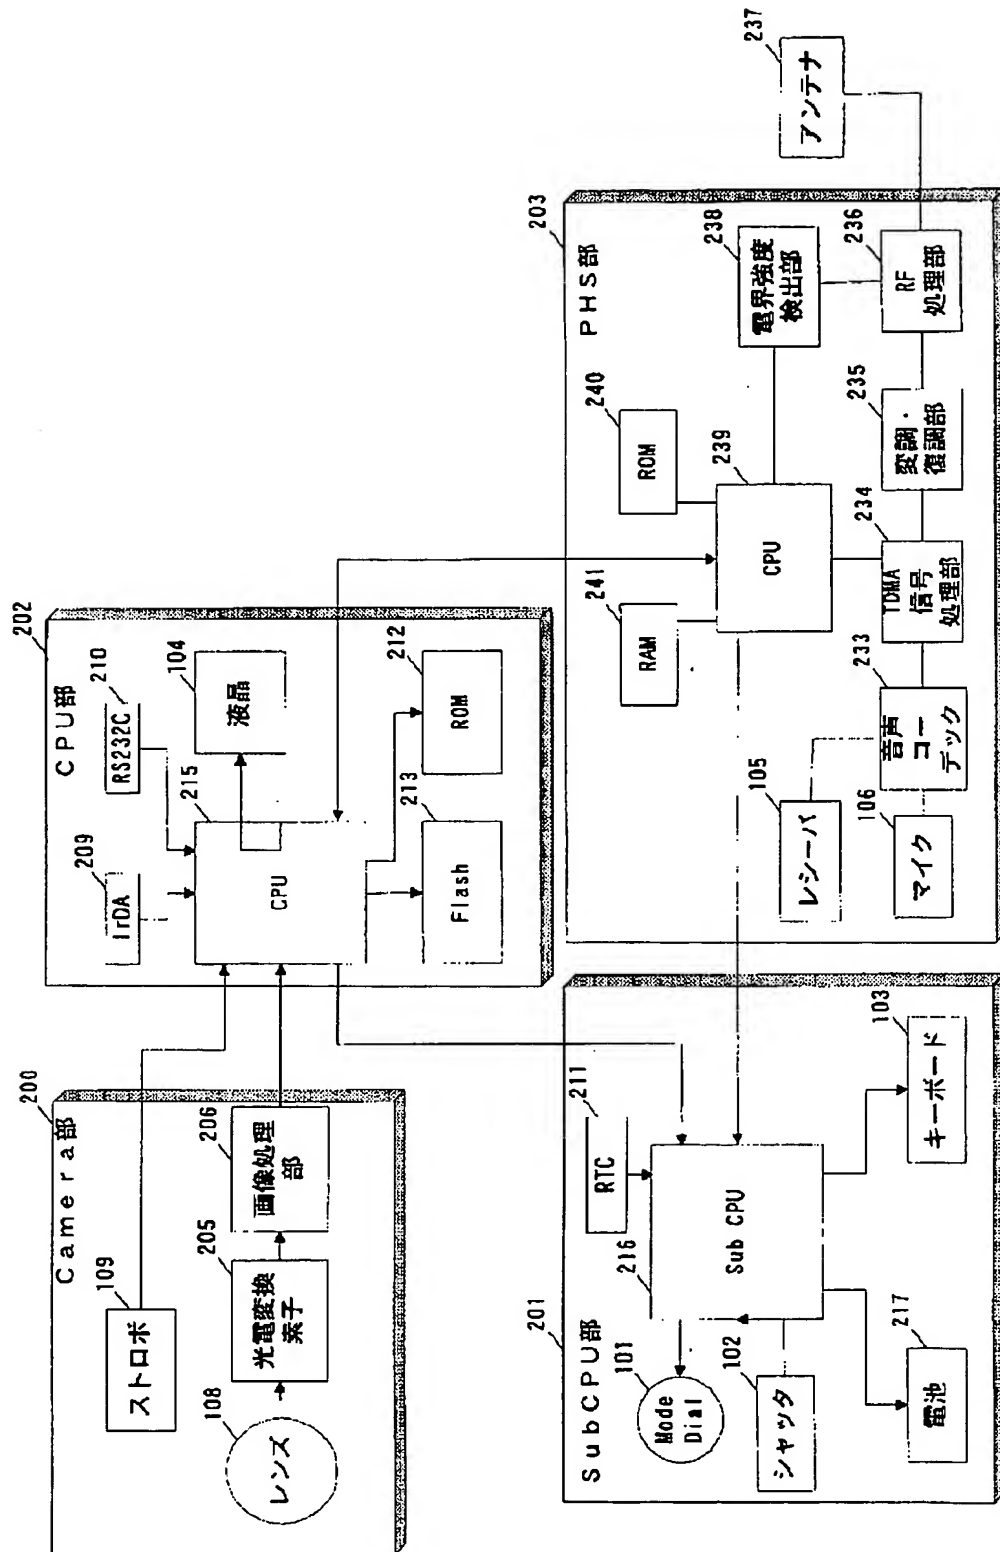 200
Camera部
109
ストロボ
108
レンズ
205
光電変換
素子
206
画像処理
部
202
CPU部
209
IrDA
210
RS232C
215
CPU
104
液晶
213
Flash
212
ROM
201
SubCPU部
101
Mode
Dial
102
シャッタ
217
電池
216
Sub CPU
211
RTC
103
キーボード
203
PHS部
241
RAM
240
ROM
239
CPU
238
電界強度
検出部
105
レシーバ
106
マイク
233
音声
コー
デック
234
TDMA
信号
処理部
235
変調・
復調部
236
RF
処理部
237
アンテナ